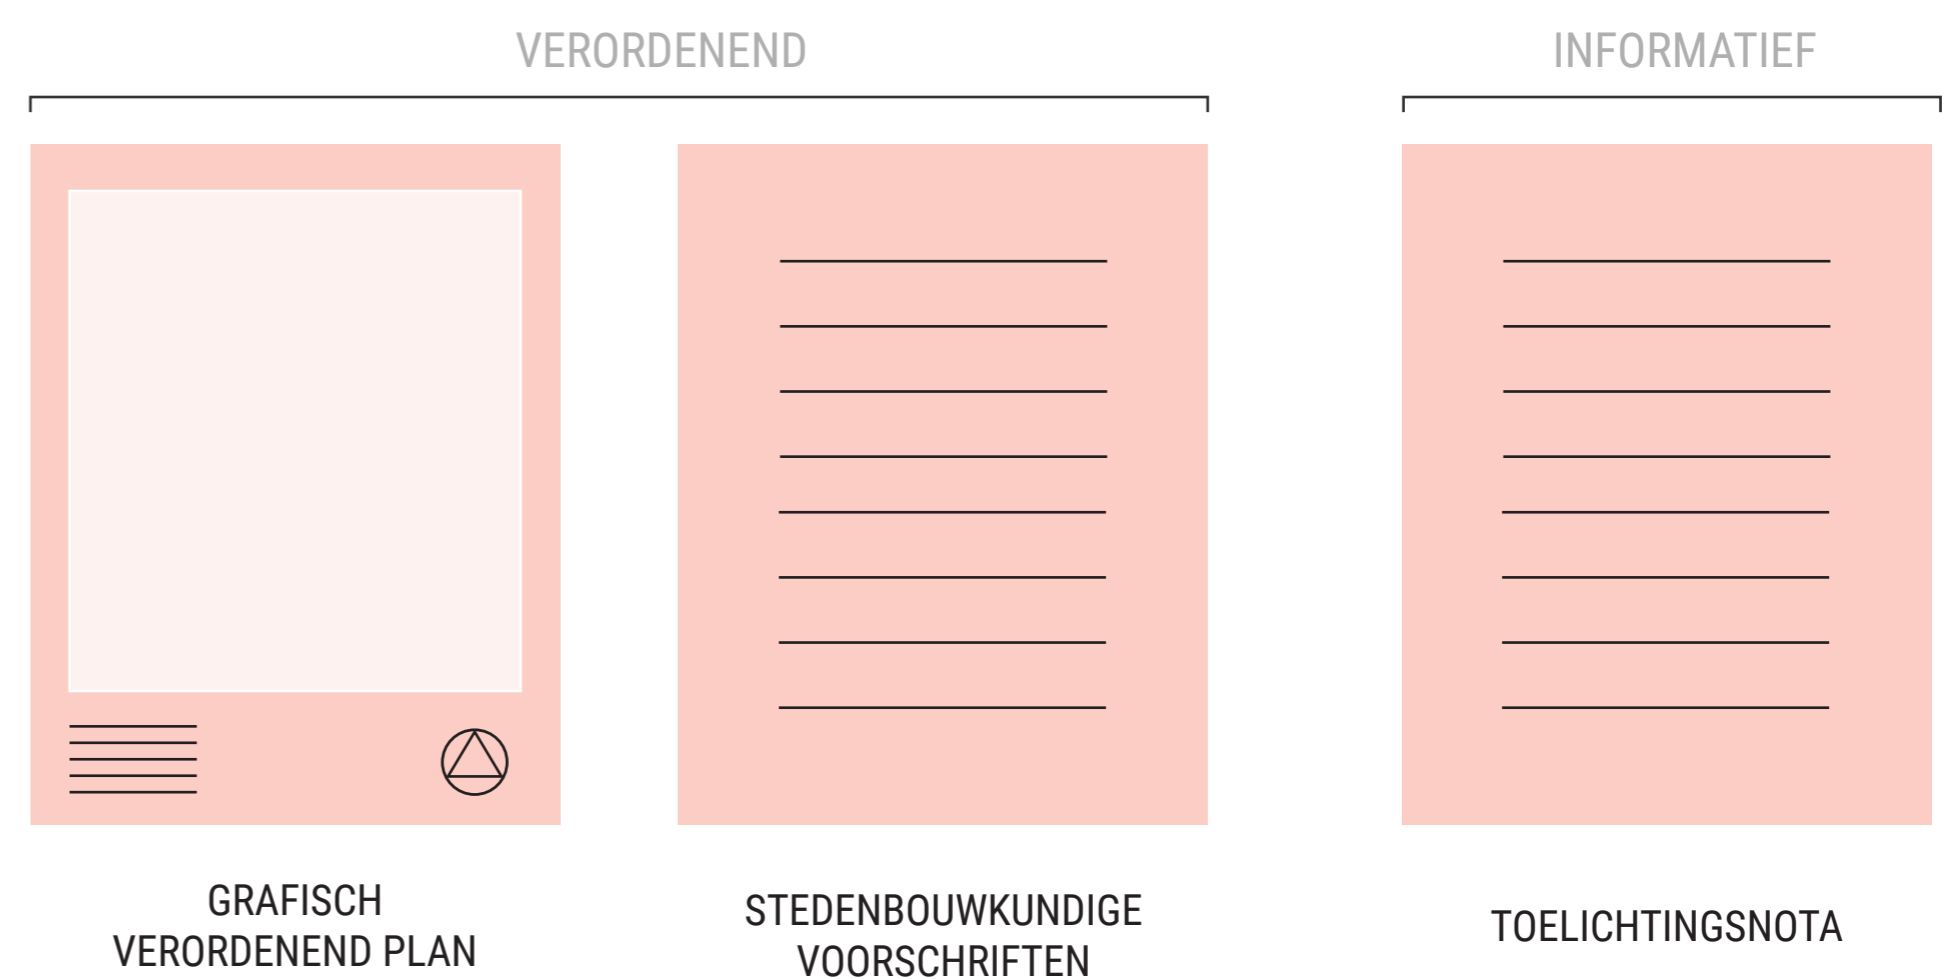 VERORDENEND
INFORMATIEF
GRAFISCH
VERORDENEND PLAN
STEDENBOUWKUNDIGE
VOORSCHRIFTEN
TOELICHTINGSNOTA